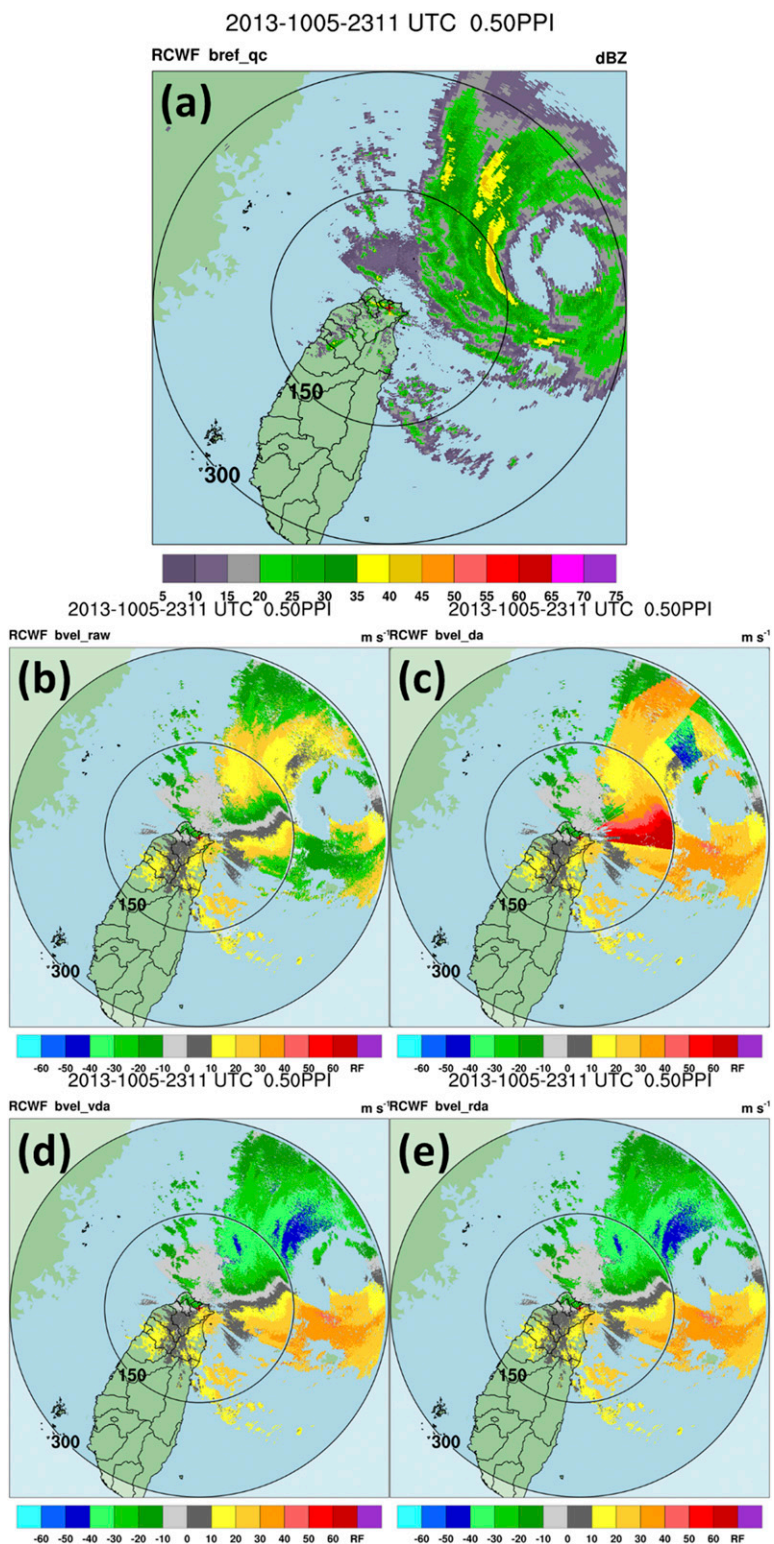 2013-1005-2311 UTC 0.50PPI
RCWF bref_qc dBZ
(a)
150
300
5 10 15 20 25 30 35 40 45 50 55 60 65 70 75
2013-1005-2311 UTC 0.50PPI 2013-1005-2311 UTC 0.50PPI
RCWF bvel_raw m s-1 RCWF bvel_da m s-1
(b) (c)
150 150
300 300
-60 -50 -40 -30 -20 -10 0 10 20 30 40 50 60 RF -60 -50 -40 -30 -20 -10 0 10 20 30 40 50 60 RF
2013-1005-2311 UTC 0.50PPI 2013-1005-2311 UTC 0.50PPI
RCWF bvel_vda m s-1 RCWF bvel_rda m s-1
(d) (e)
150 150
300 300
-60 -50 -40 -30 -20 -10 0 10 20 30 40 50 60 RF -60 -50 -40 -30 -20 -10 0 10 20 30 40 50 60 RF